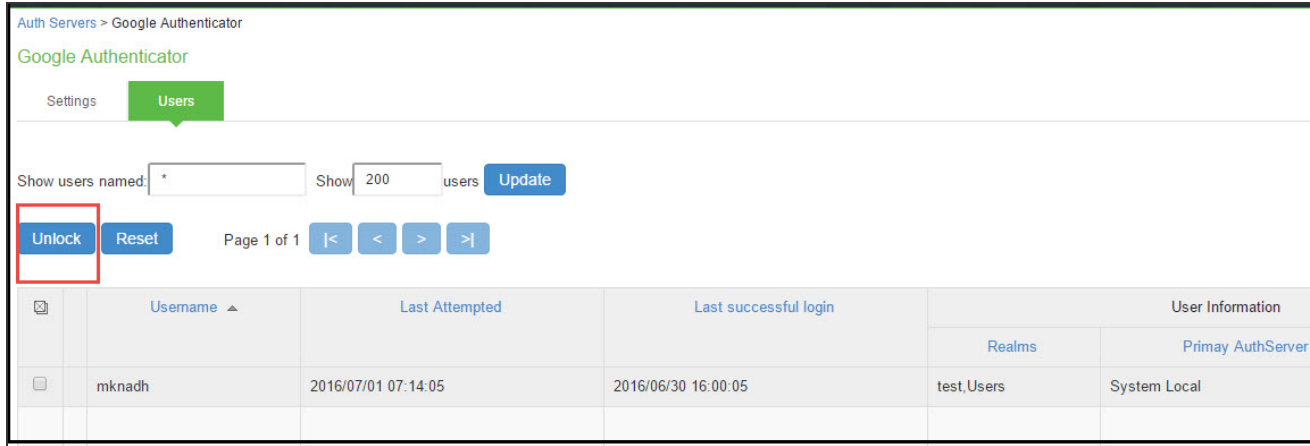 Auth Servers > Google Authenticator
Google Authenticator
Settings Users
Show users named: * Show 200 users Update
Unlock Reset Page 1 of 1 |< < > >|
Username Last Attempted Last successful login User Information
Realms Primay AuthServer
mknadh 2016/07/01 07:14:05 2016/06/30 16:00:05 test,Users System Local